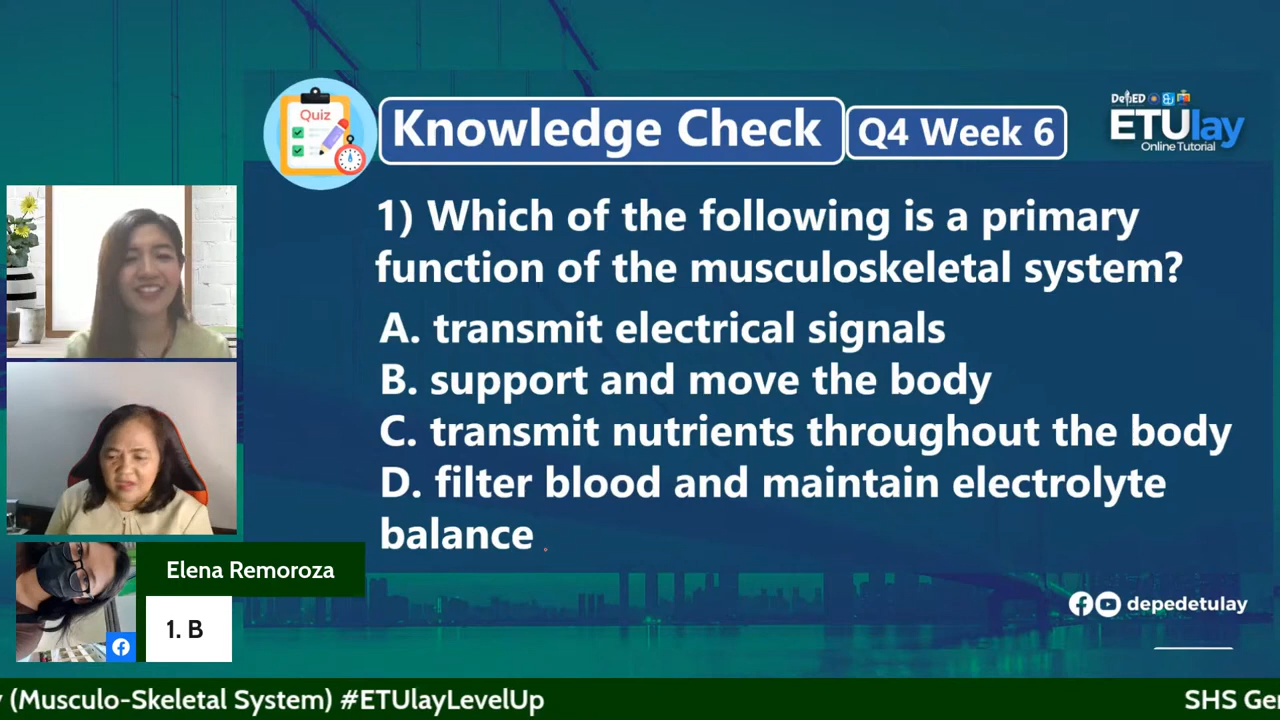 Quiz
Knowledge Check
Q4 Week 6
DepED
ETUlay
Online Tutorial
1) Which of the following is a primary
function of the musculoskeletal system?
A. transmit electrical signals
B. support and move the body
C. transmit nutrients throughout the body
D. filter blood and maintain electrolyte
balance
Elena Remoroza
1. B
depedetulay
(Musculo-Skeletal System) #ETUlayLevelUp
SHS